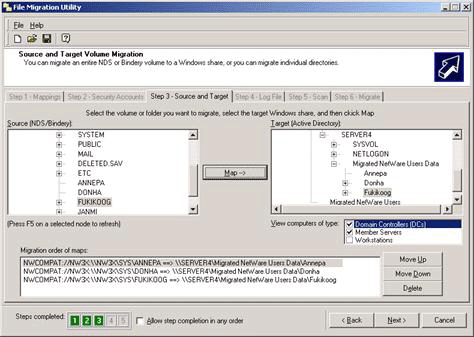 File Migration Utility
File Help
Source and Target Volume Migration
You can migrate an entire NDS or Bindery volume to a Windows share, or you can migrate individual directories.
Step 1 - Mappings
Step 2 - Security Accounts
Step 3 - Source and Target
Step 4 - Log File
Step 5 - Scan
Step 6 - Migrate
Select the volume or folder you want to migrate, select the target Windows share, and then click Map
Source (NDS/Bindery):
SYSTEM
PUBLIC
MAIL
DELETED.SAV
ETC
ANNEPA
DONHA
FUKIKOOG
JANMI
(Press F5 on a selected node to refresh)
Map -->
Target (Active Directory):
SERVER4
SYSVOL
NETLOGON
Migrated NetWare Users Data
Annepa
Donha
Fukikoog
Migrated NetWare Users
View computers of type:
Domain Controllers (DCs)
Member Servers
Workstations
Migration order of maps:
NWCOMPAT://NW3X\\NW3X\SYS\ANNEPA ==> \\SERVER4\Migrated NetWare Users Data\Annepa
NWCOMPAT://NW3X\\NW3X\SYS\DONHA ==> \\SERVER4\Migrated NetWare Users Data\Donha
NWCOMPAT://NW3X\\NW3X\SYS\FUKIKOOG ==> \\SERVER4\Migrated NetWare Users Data\Fukikoog
Move Up
Move Down
Delete
Steps completed: 1 2 3 4 5
Allow step completion in any order
< Back
Next >
Cancel